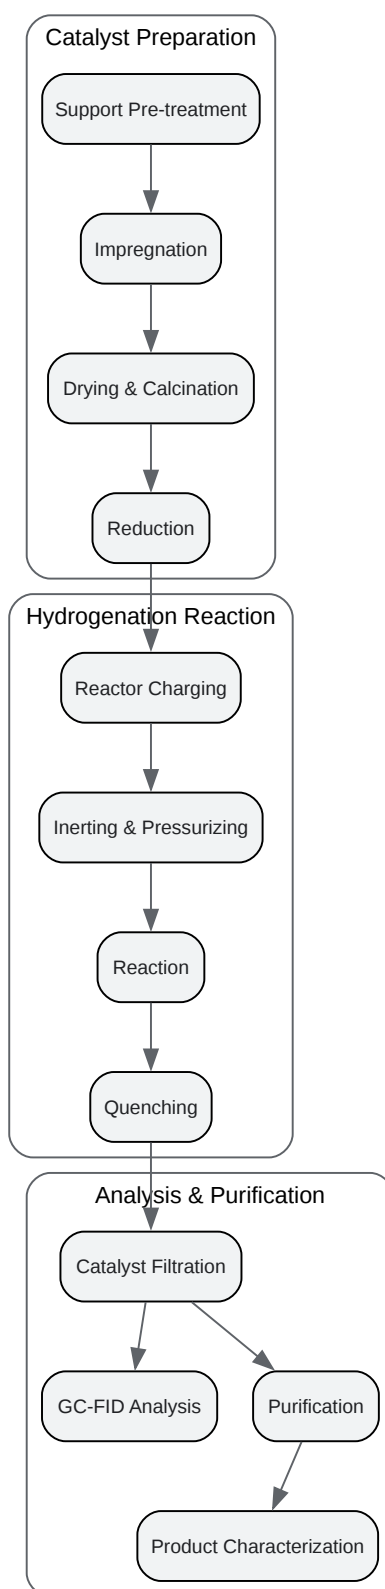 Catalyst Preparation
Support Pre-treatment
Impregnation
Drying & Calcination
Reduction
Hydrogenation Reaction
Reactor Charging
Inerting & Pressurizing
Reaction
Quenching
Analysis & Purification
Catalyst Filtration
GC-FID Analysis
Purification
Product Characterization